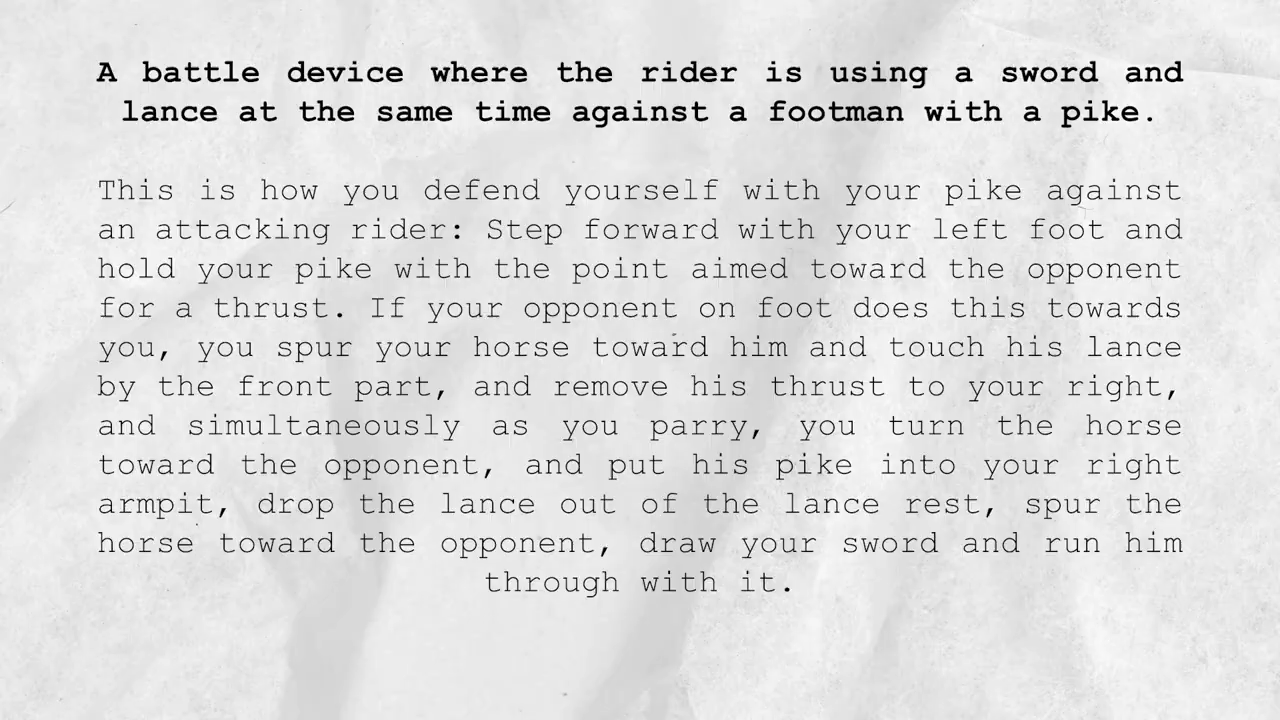 A battle device where the rider is using a sword and
lance at the same time against a footman with a pike.
This is how you defend yourself with your pike against
an attacking rider: Step forward with your left foot and
hold your pike with the point aimed toward the opponent
for a thrust. If your opponent on foot does this towards
you, you spur your horse toward him and touch his lance
by the front part, and remove his thrust to your right,
and simultaneously as you parry, you turn the horse
toward the opponent, and put his pike into your right
armpit, drop the lance out of the lance rest, spur the
horse toward the opponent, draw your sword and run him
through with it.